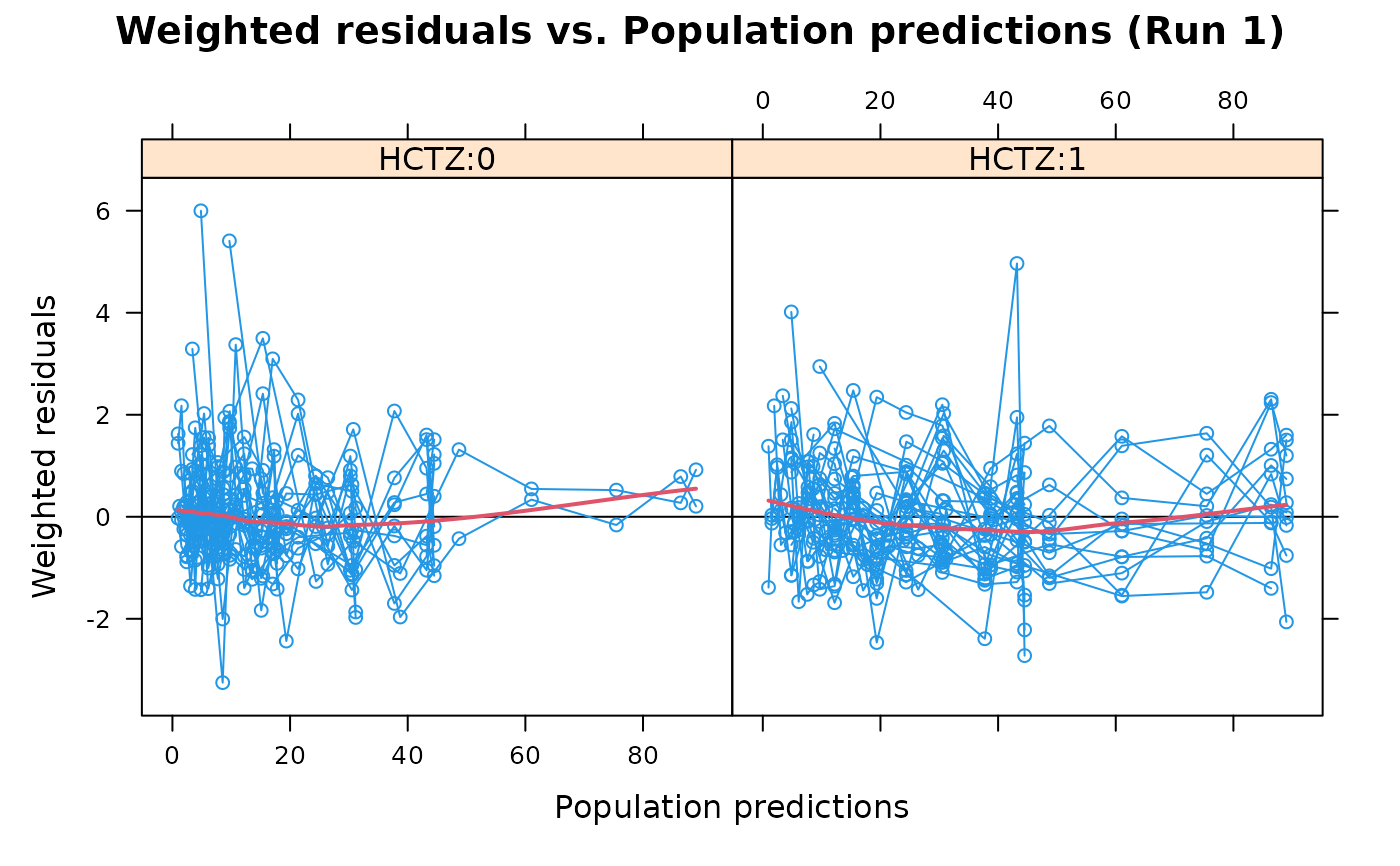 Weighted residuals vs. Population predictions (Run 1)
0 20 40 60 80
HCTZ:0 HCTZ:1
6
4
2
0
-2
Weighted residuals
0 20 40 60 80
Population predictions